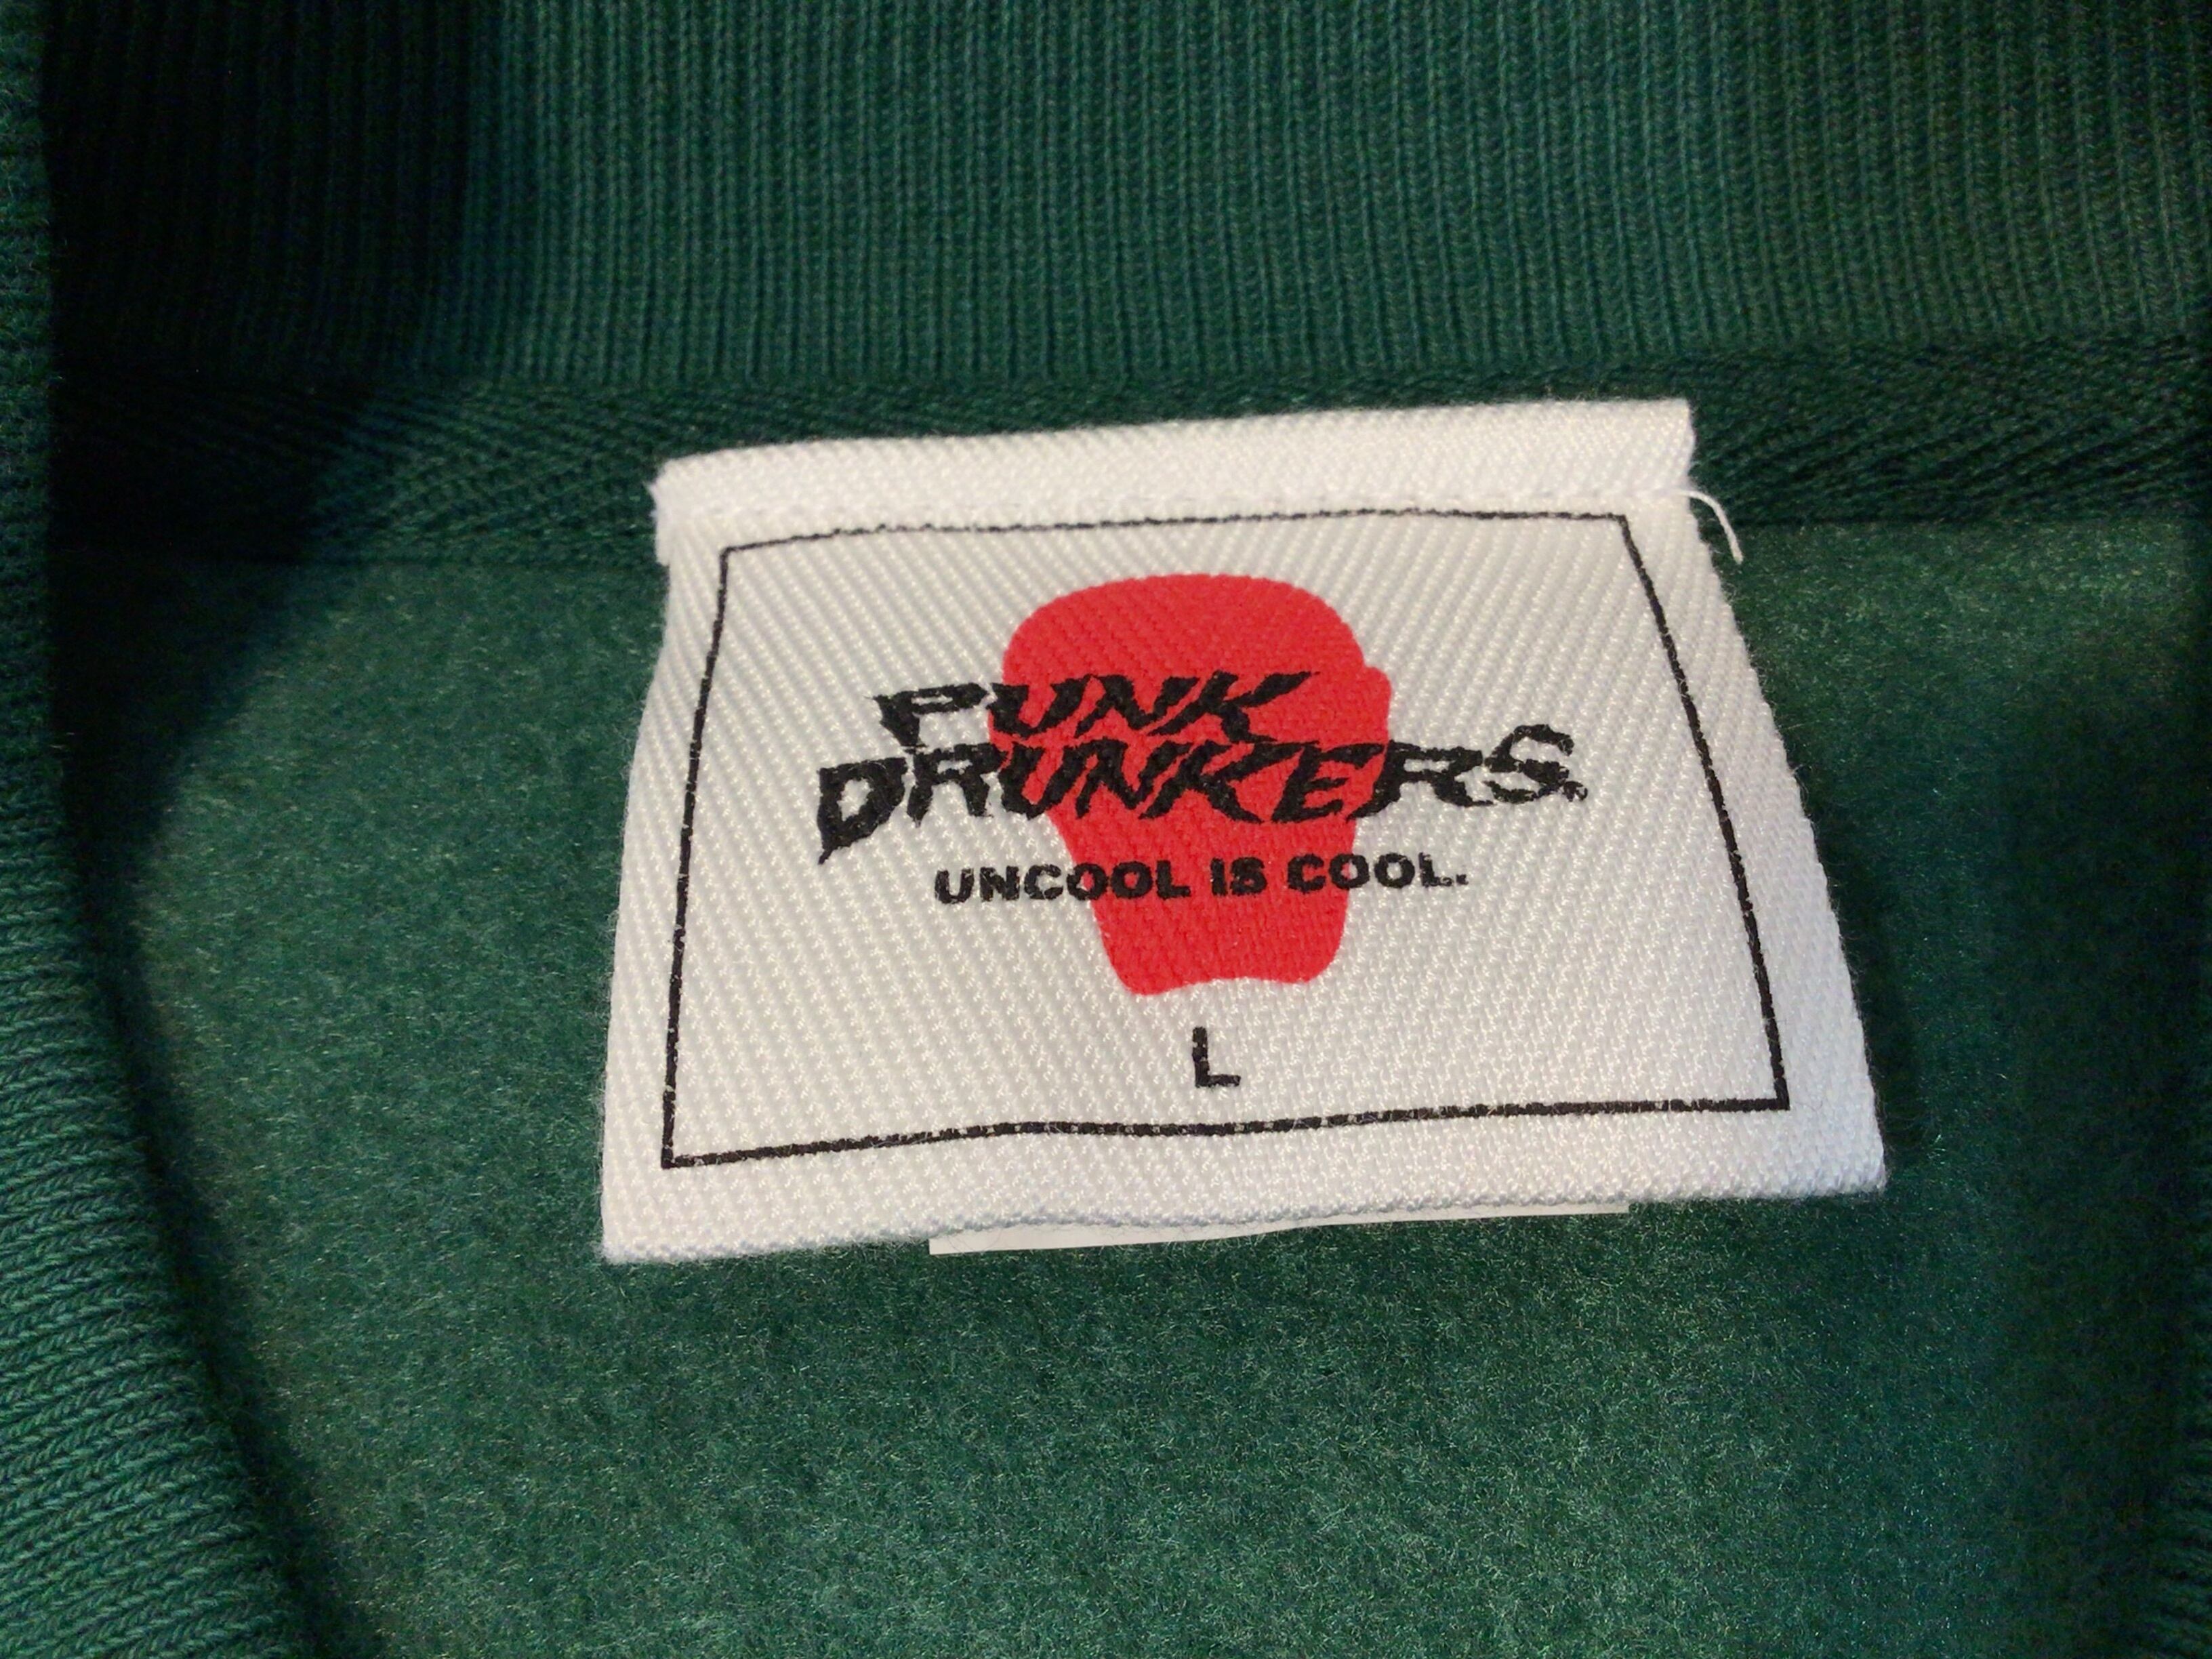 PUNK
DRUNKERS.
UNCOOL IS COOL.
L